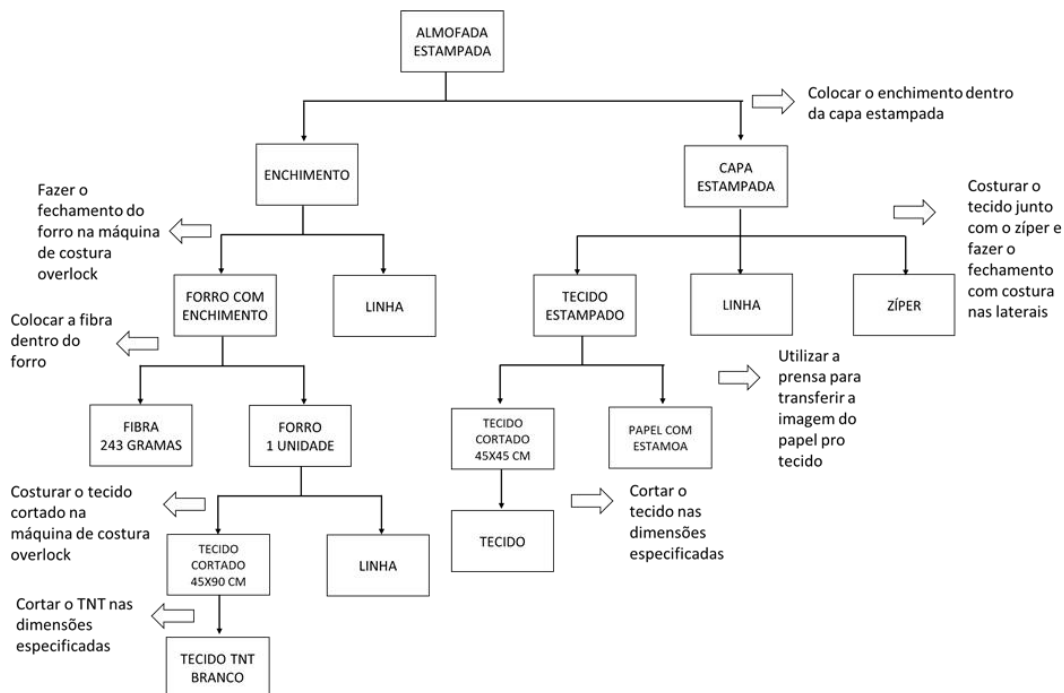 ALMOFADA
ESTAMPADA
Colocar o enchimento dentro
da capa estampada
ENCHIMENTO
CAPA
ESTAMPADA
Fazer o
fechamento do
forro na máquina
de costura
overlock
Costurar o
tecido junto
com o zíper e
fazer o
fechamento
com costura
nas laterais
FORRO COM
ENCHIMENTO
LINHA
TECIDO
ESTAMPADO
LINHA
ZÍPER
Colocar a fibra
dentro do
forro
Utilizar a
prensa para
transferir a
imagem do
papel pro
tecido
FIBRA
243 GRAMAS
FORRO
1 UNIDADE
TECIDO
CORTADO
45X45 CM
PAPEL COM
ESTAMOA
Costurar o tecido
cortado na
máquina de costura
overlock
Cortar o
tecido nas
dimensões
especificadas
TECIDO
CORTADO
45X90 CM
LINHA
TECIDO
Cortar o TNT nas
dimensões
especificadas
TECIDO TNT
BRANCO